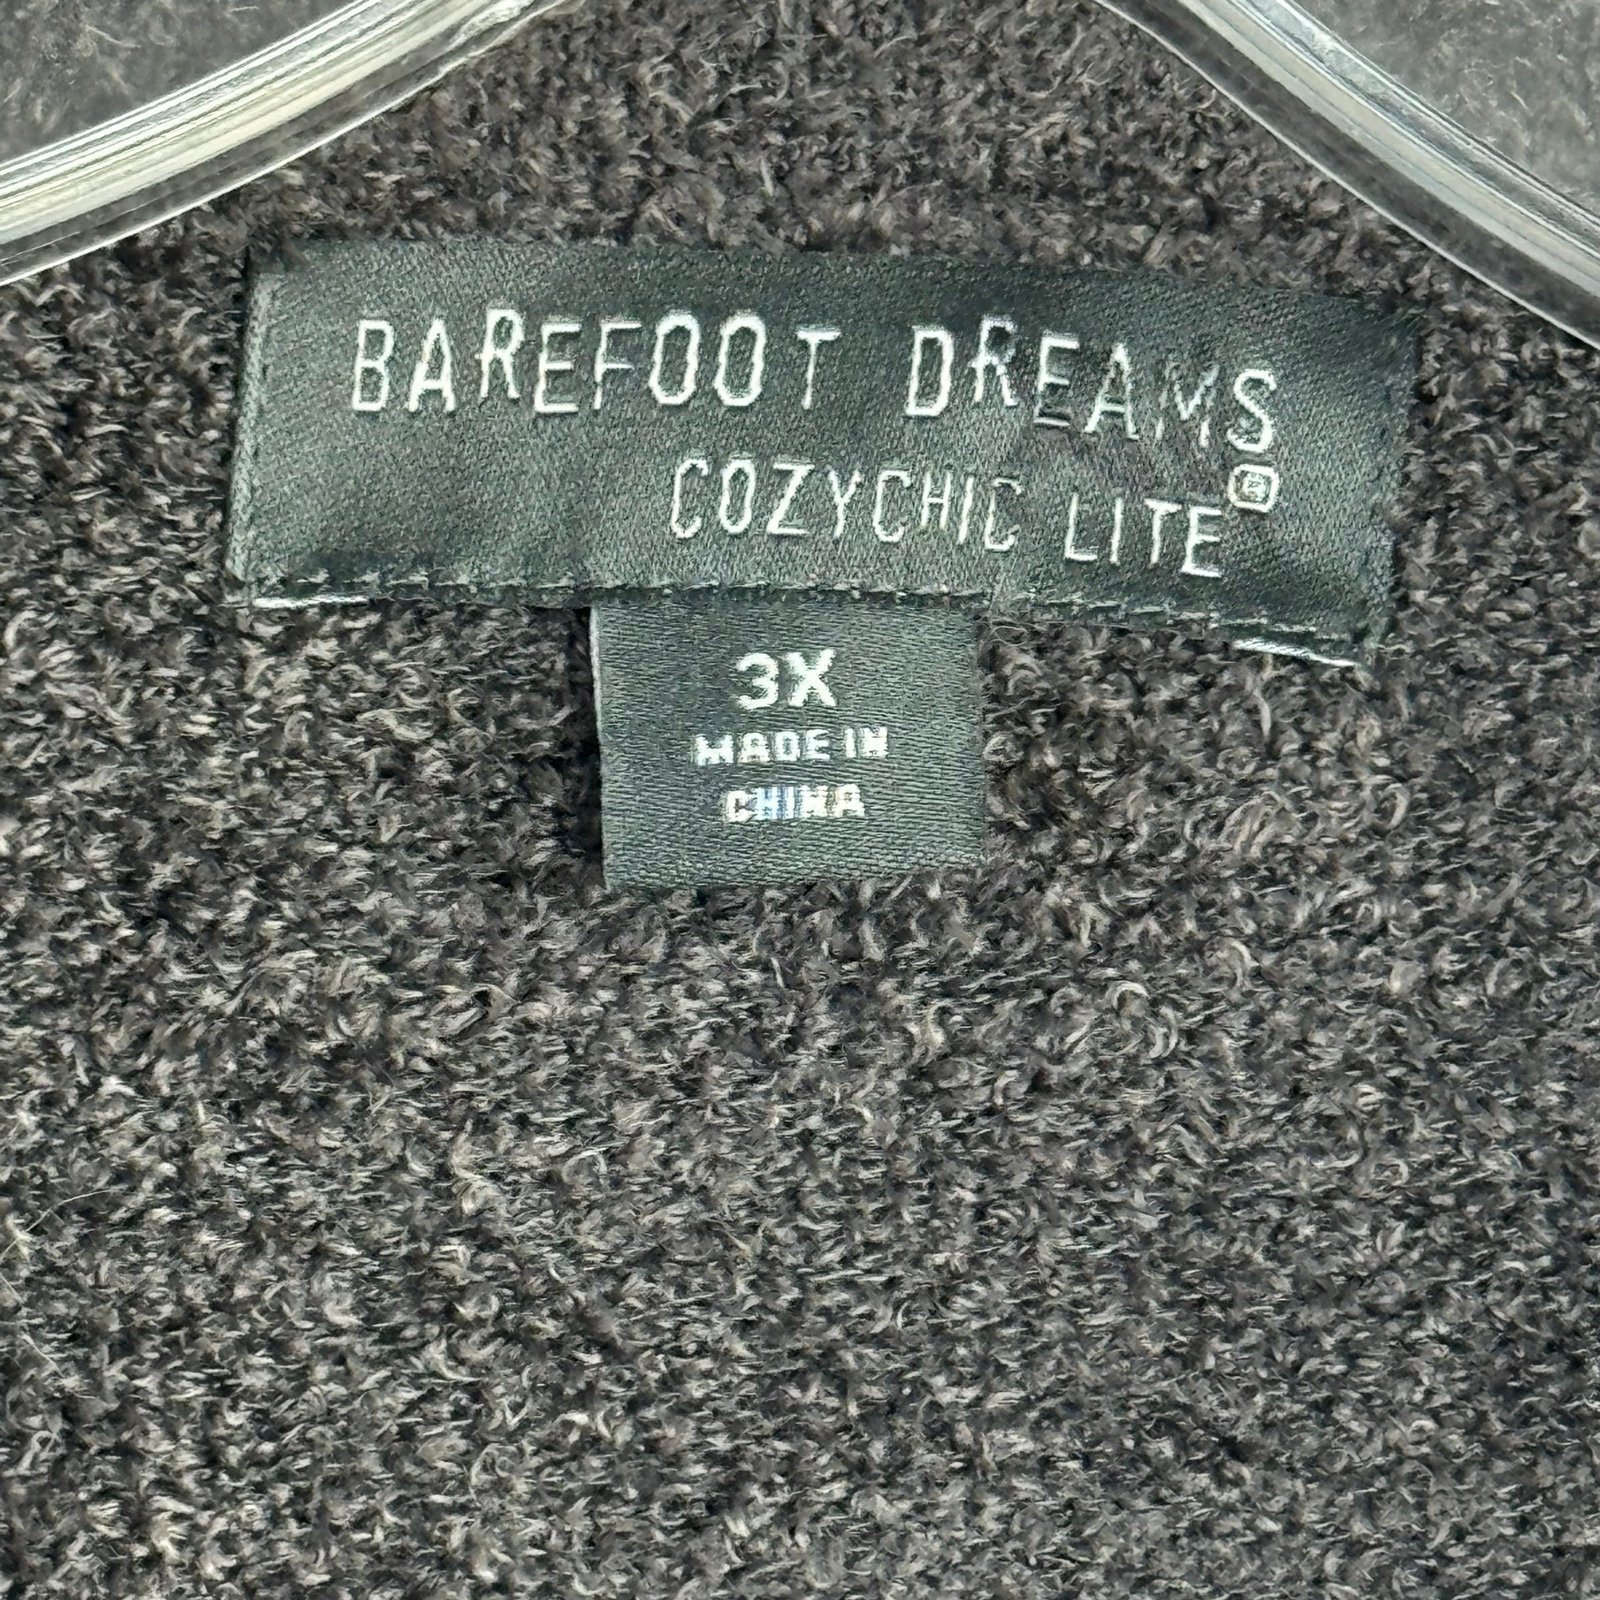 BAREFOOT DREAMS
COZYCHIC LITE®
3X
MADE IN
CHINA